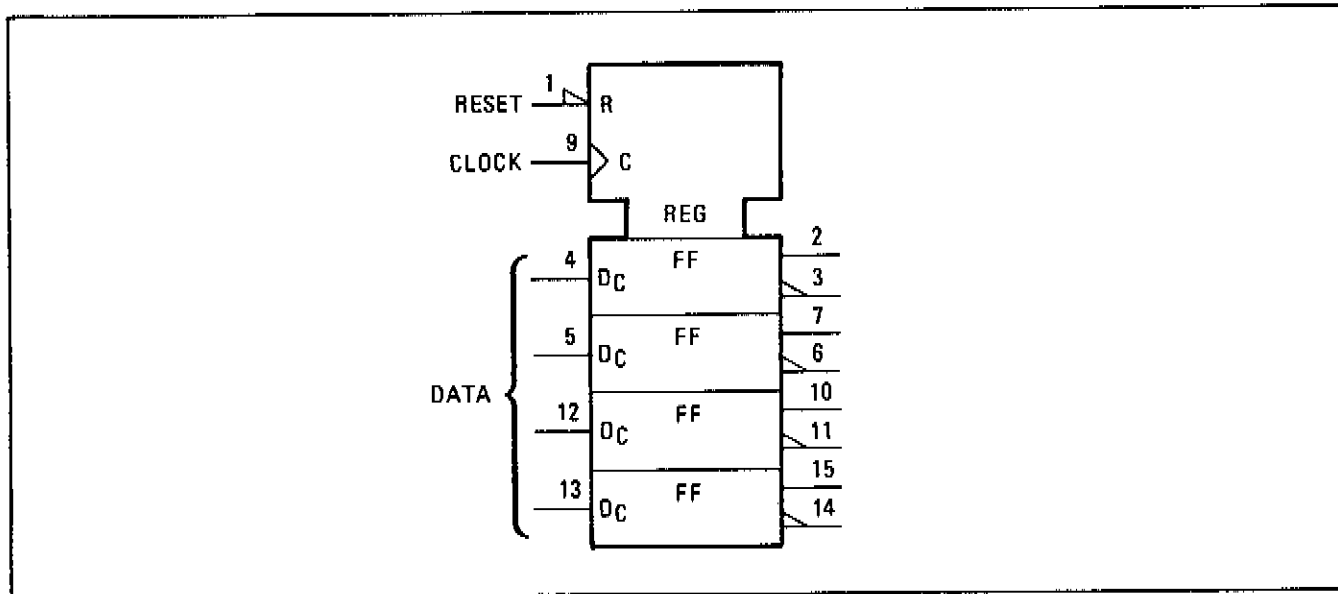 1
RESET R
9
CLOCK C
REG
2
4 FF
DC 3
7
5 FF
DC 6
DATA
10
12 FF
DC 11
15
13 FF
DC 14